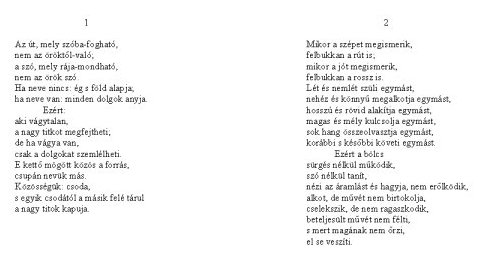 1
Az út, mely szóba-fogható,
nem az öröktől-való;
a szó, mely rája-mondható,
nem az örök szó.
Ha neve nincs: ég s föld alapja;
ha neve van: minden dolgok anyja.
Ezért:
aki vágytalan,
a nagy titkot megfejtheti;
de ha vágya van,
csak a dolgokat szemlélheti.
E kettő mögött közös a forrás,
csupán nevük más.
Közösségük: csoda,
s egyik csodától a másik felé tárul
a nagy titok kapuja.
2
Mikor a szépet megismerik,
felbukkan a rút is;
mikor a jót megismerik,
felbukkan a rossz is.
Lét és nemlét szüli egymást,
nehéz és könnyű megalkotja egymást,
hosszú és rövid alakítja egymást,
magas és mély kulcsolja egymást,
sok hang összeolvasztja egymást,
korábbi s későbbi követi egymást.
Ezért a bölcs
sürgés nélkül működik,
szó nélkül tanít,
nézi az áramlást és hagyja, nem erőlködik,
alkot, de művét nem birtokolja,
cselekszik, de nem ragaszkodik,
beteljesült művét nem félti,
s mert magának nem őrzi,
el se veszíti.